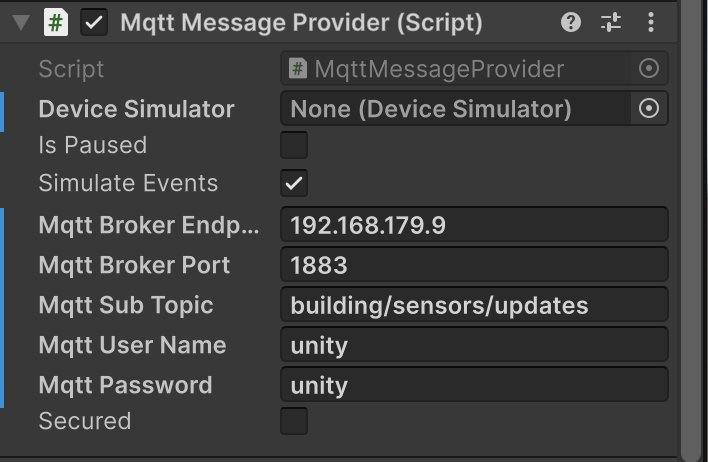 Mqtt Message Provider (Script)
Script MqttMessageProvider
Device Simulator None (Device Simulator)
Is Paused
Simulate Events
Mqtt Broker Endp... 192.168.179.9
Mqtt Broker Port 1883
Mqtt Sub Topic building/sensors/updates
Mqtt User Name unity
Mqtt Password unity
Secured